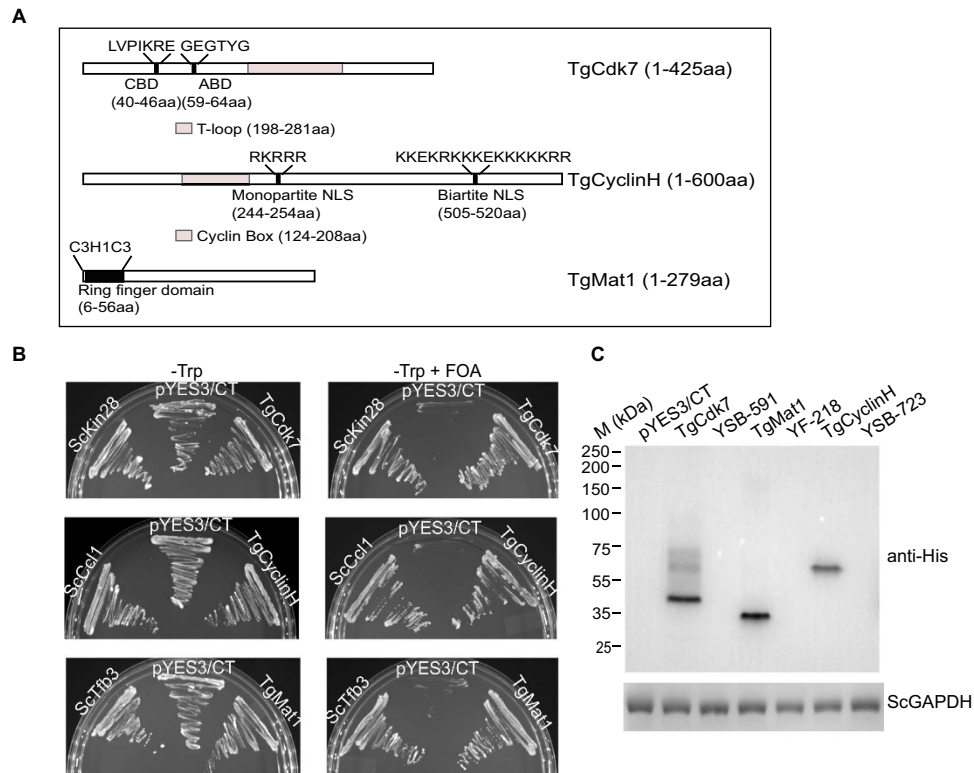 A
LVPIKRE GEGTYG
TgCdk7 (1-425aa)
CBD ABD
(40-46aa)(59-64aa)
T-loop (198-281aa)
RKRRR KKEKRKKKEKKKKKRR
TgCyclinH (1-600aa)
Monopartite NLS Biartite NLS
(244-254aa) (505-520aa)
Cyclin Box (124-208aa)
C3H1C3
TgMat1 (1-279aa)
Ring finger domain
(6-56aa)
B
-Trp -Trp + FOA
ScKin28 pYES3/CT TgCdk7 ScKin28 pYES3/CT TgCdk7
ScCcl1 pYES3/CT TgCyclinH ScCcl1 pYES3/CT TgCyclinH
ScTfb3 pYES3/CT TgMat1 ScTfb3 pYES3/CT TgMat1
C
M (kDa) pYES3/CT TgCdk7 YSB-591 TgMat1 YF-218 TgCyclinH YSB-723
250
200
150
100
75
55
35
25
anti-His
ScGAPDH